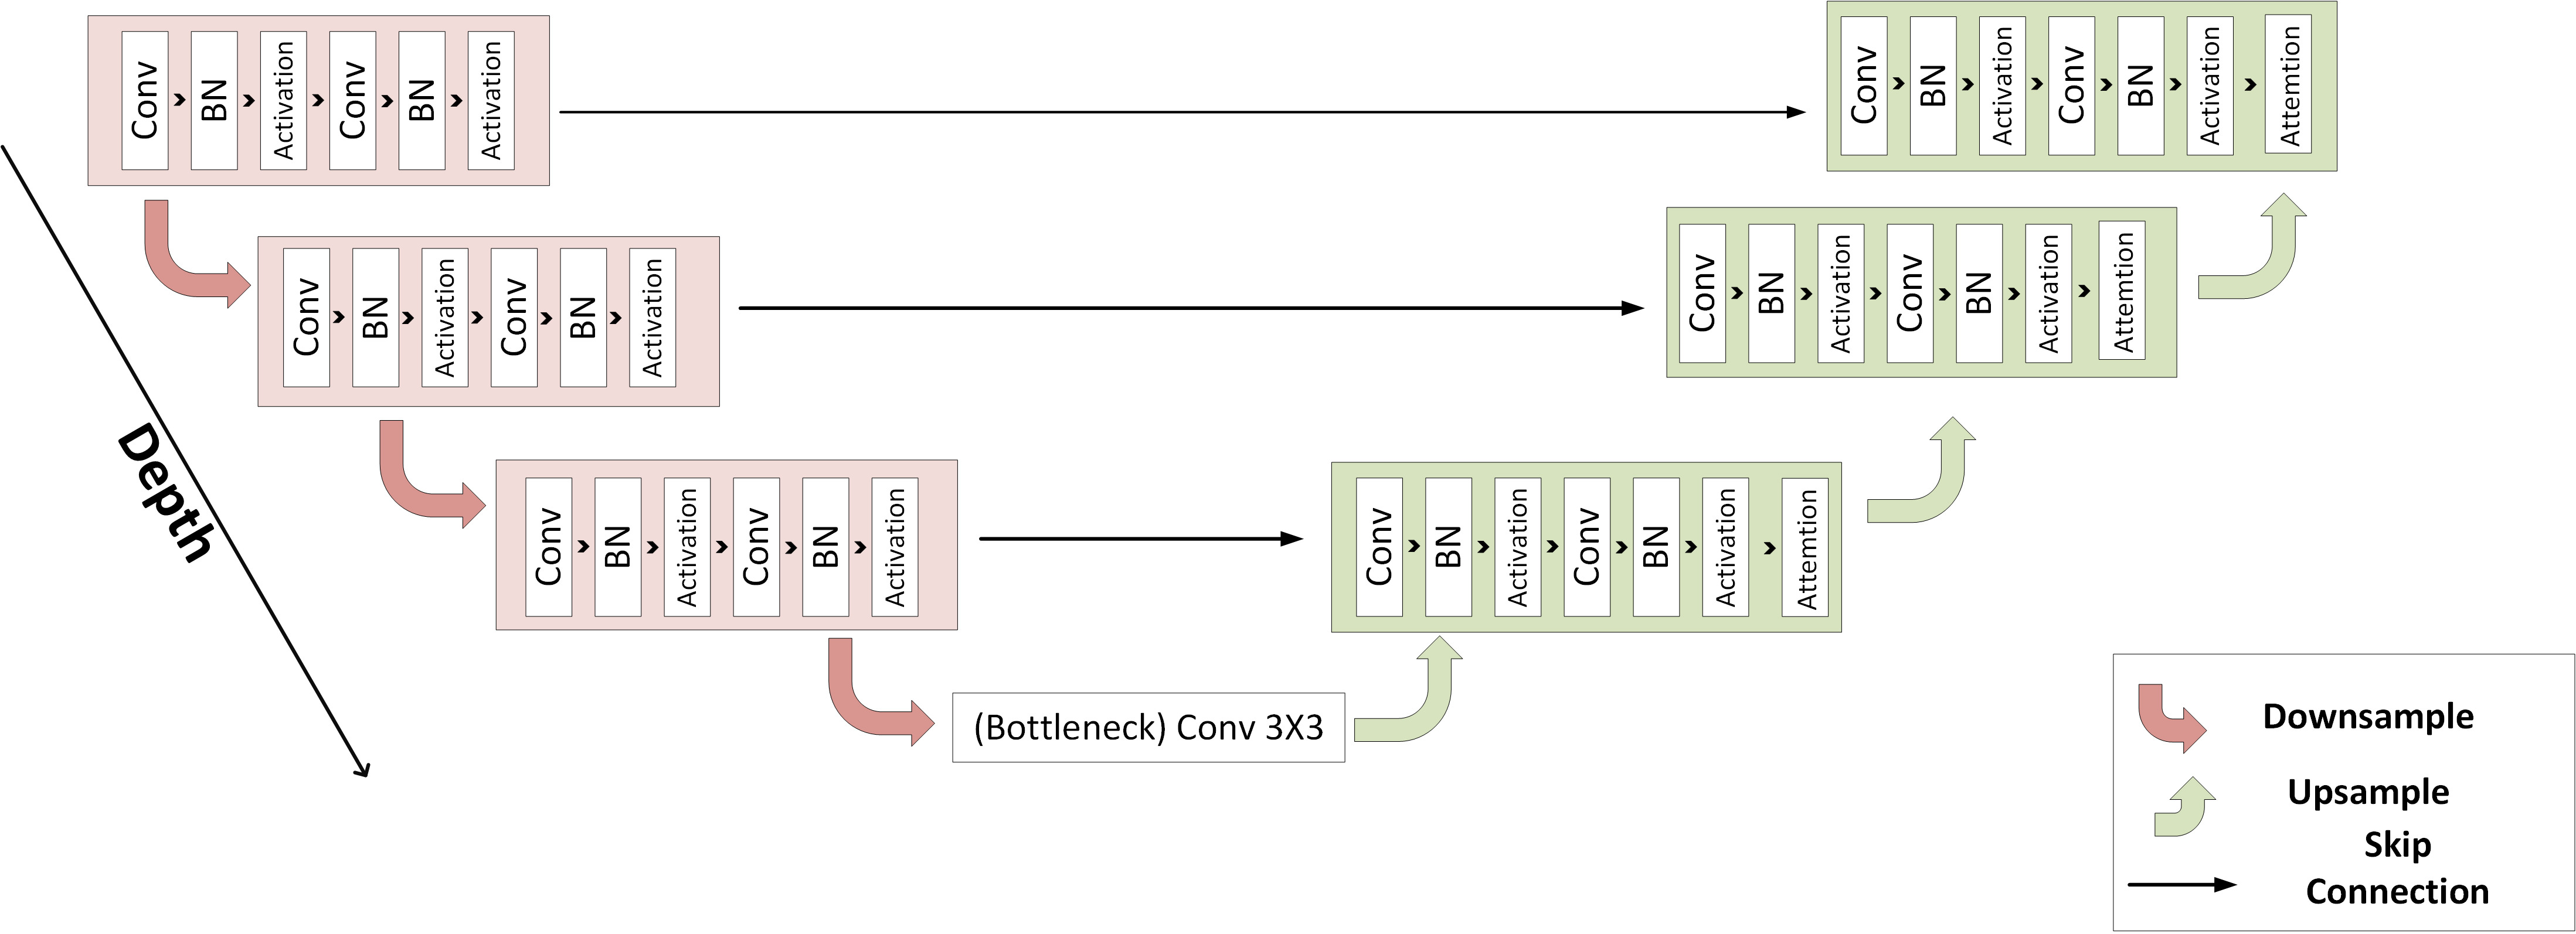 Conv BN Activation Conv BN Activation
Conv BN Activation Conv BN Activation Attemtion
Conv BN Activation Conv BN Activation
Conv BN Activation Conv BN Activation Attemtion
Depth
Conv BN Activation Conv BN Activation
Conv BN Activation Conv BN Activation Attemtion
(Bottleneck) Conv 3X3
Downsample
Upsample
Skip
Connection